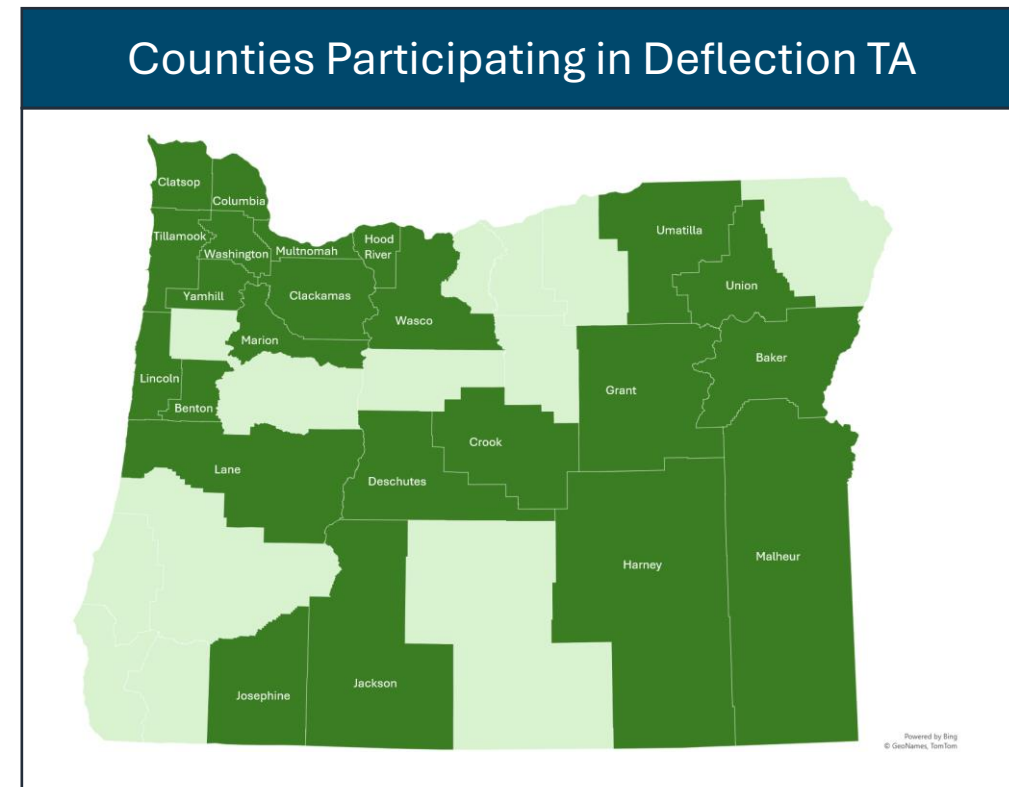 Counties Participating in Deflection TA
Clatsop
Columbia
Tillamook
Washington
Multnomah
Hood
River
Umatilla
Yamhill
Clackamas
Union
Wasco
Marion
Baker
Lincoln
Grant
Benton
Crook
Lane
Deschutes
Harney
Malheur
Josephine
Jackson
Powered by Bing
© GeoNames, TomTom